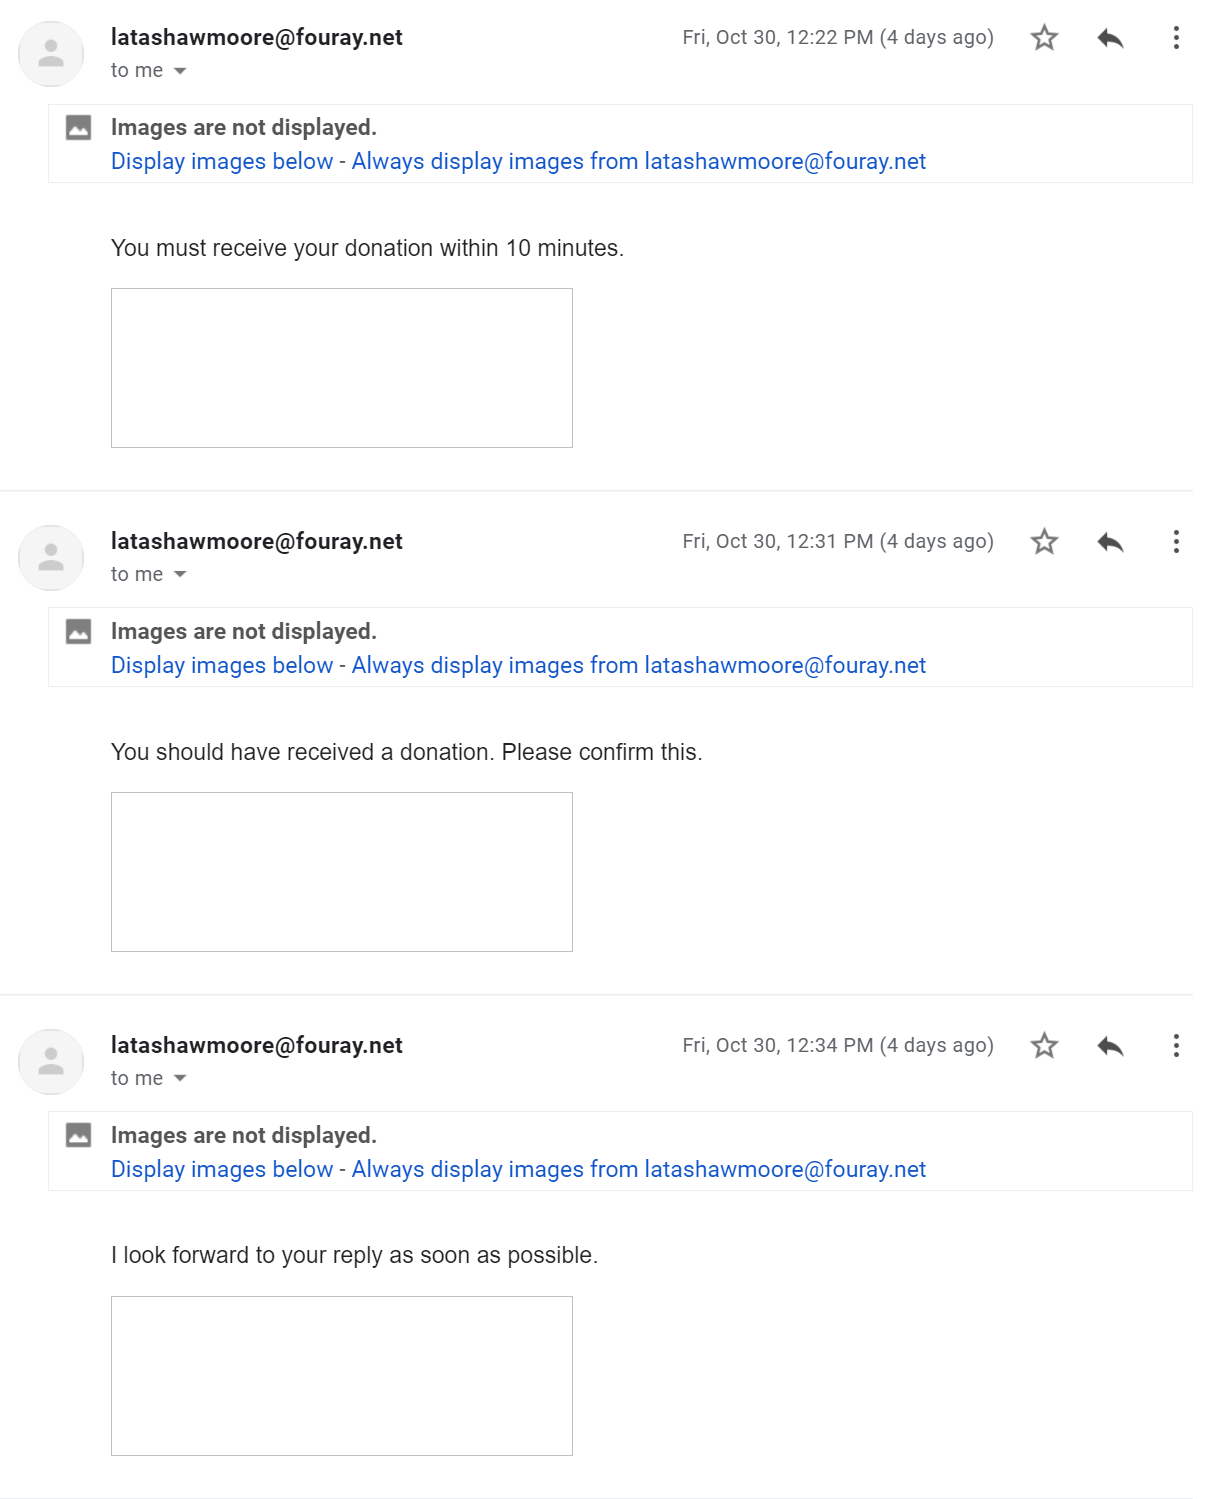 latashawmoore@fouray.net Fri, Oct 30, 12:22 PM (4 days ago)
to me
Images are not displayed.
Display images below - Always display images from latashawmoore@fouray.net
You must receive your donation within 10 minutes.
latashawmoore@fouray.net Fri, Oct 30, 12:31 PM (4 days ago)
to me
Images are not displayed.
Display images below - Always display images from latashawmoore@fouray.net
You should have received a donation. Please confirm this.
latashawmoore@fouray.net Fri, Oct 30, 12:34 PM (4 days ago)
to me
Images are not displayed.
Display images below - Always display images from latashawmoore@fouray.net
I look forward to your reply as soon as possible.